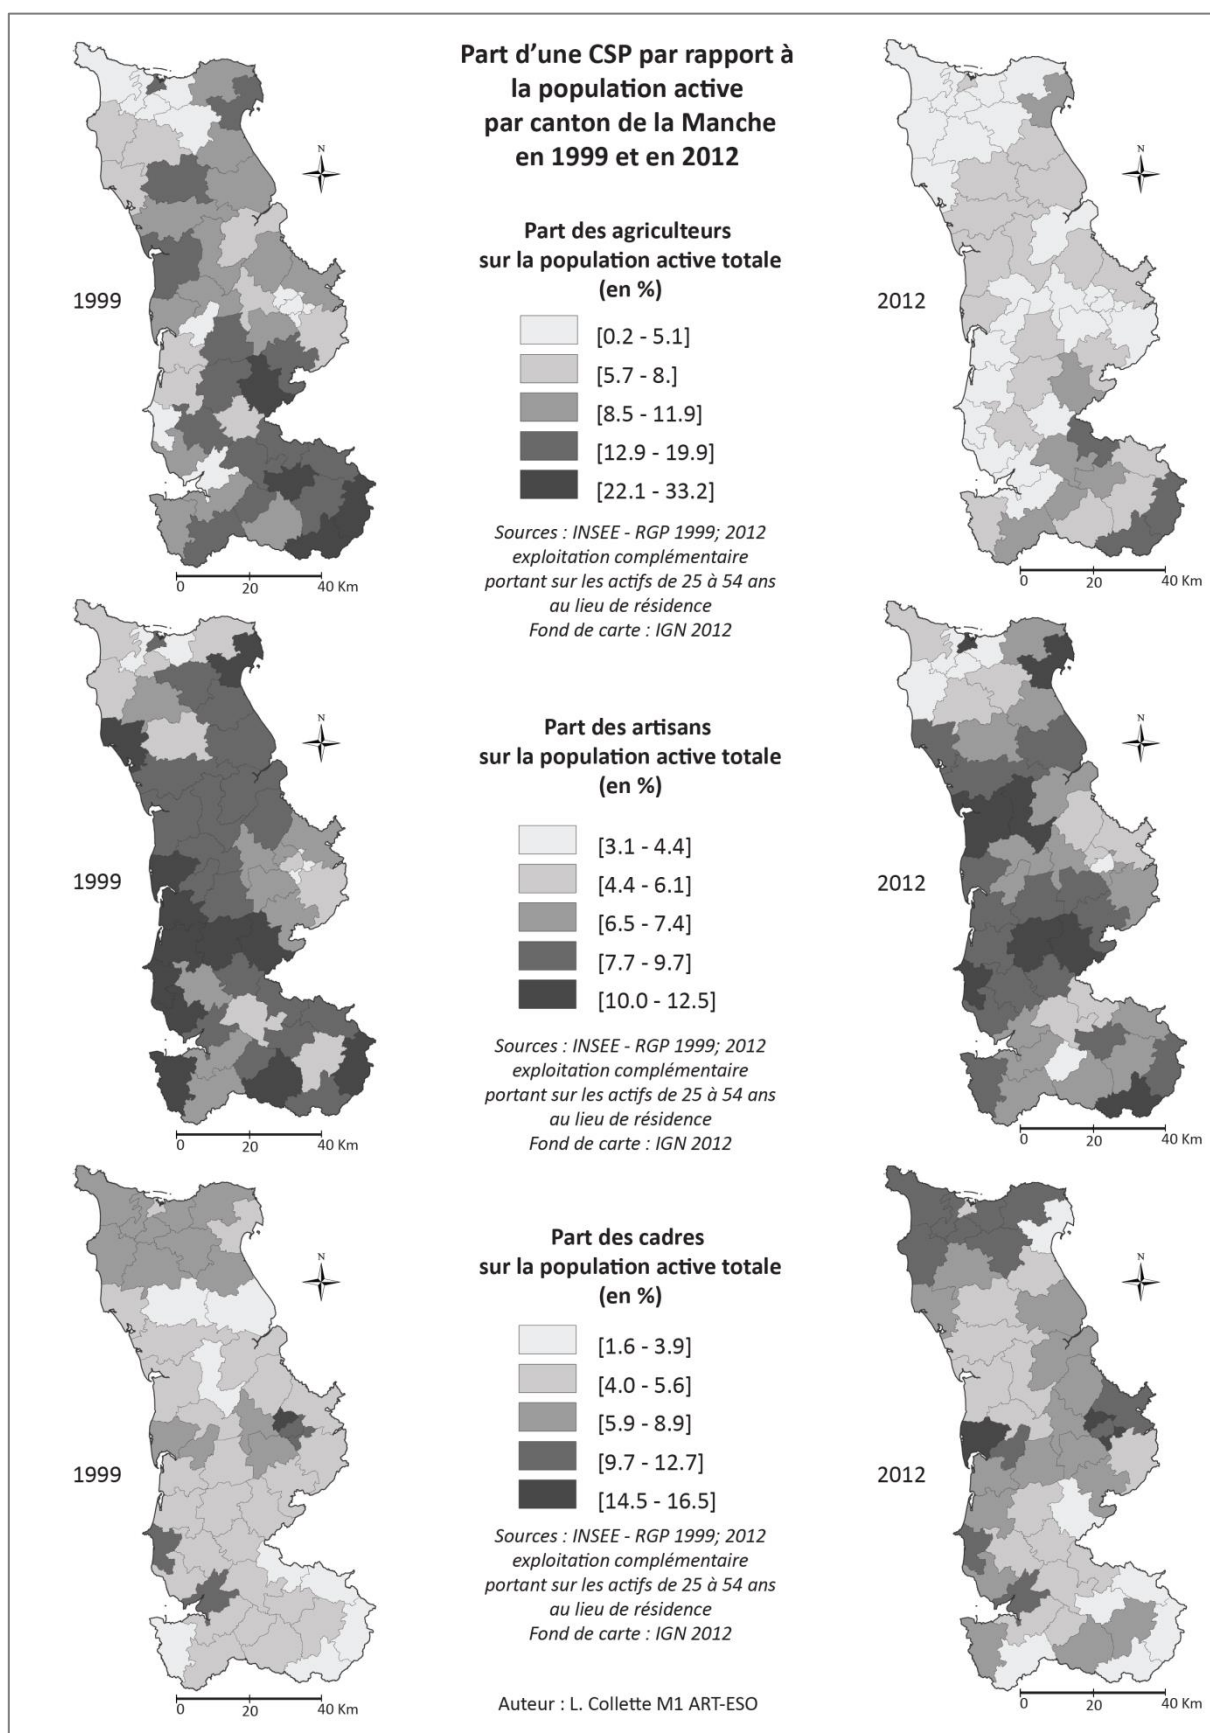 Part d’une CSP par rapport à
la population active
par canton de la Manche
en 1999 et en 2012
N
N
Part des agriculteurs
sur la population active totale
(en %)
1999
2012
[0.2 - 5.1]
[5.7 - 8.]
[8.5 - 11.9]
[12.9 - 19.9]
[22.1 - 33.2]
Sources : INSEE - RGP 1999; 2012
exploitation complémentaire
portant sur les actifs de 25 à 54 ans
au lieu de résidence
Fond de carte : IGN 2012
0 20 40 Km
0 20 40 Km
N
N
Part des artisans
sur la population active totale
(en %)
1999
2012
[3.1 - 4.4]
[4.4 - 6.1]
[6.5 - 7.4]
[7.7 - 9.7]
[10.0 - 12.5]
Sources : INSEE - RGP 1999; 2012
exploitation complémentaire
portant sur les actifs de 25 à 54 ans
au lieu de résidence
Fond de carte : IGN 2012
0 20 40 Km
0 20 40 Km
N
N
Part des cadres
sur la population active totale
(en %)
1999
2012
[1.6 - 3.9]
[4.0 - 5.6]
[5.9 - 8.9]
[9.7 - 12.7]
[14.5 - 16.5]
Sources : INSEE - RGP 1999; 2012
exploitation complémentaire
portant sur les actifs de 25 à 54 ans
au lieu de résidence
Fond de carte : IGN 2012
0 20 40 Km
0 20 40 Km
Auteur : L. Collette M1 ART-ESO